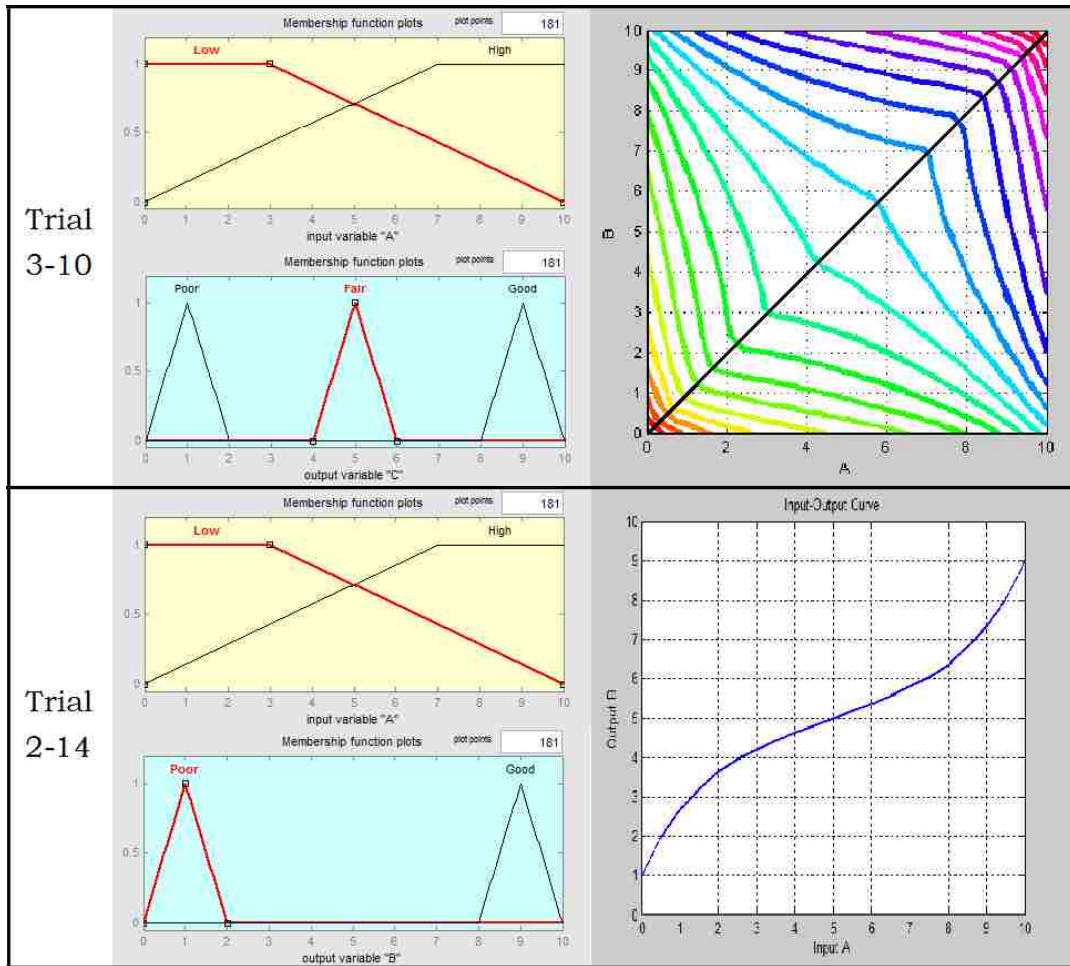 Trial
3-10
Membership function plots plot points: 181
Low High
1
0.5
0
0 1 2 3 4 5 6 7 8 9 10
input variable "A"
Membership function plots plot points: 181
Poor Fair Good
1
0.5
0
0 1 2 3 4 5 6 7 8 9 10
output variable "C"
10
9
8
7
6
5
4
3
2
1
0
B
0 2 4 6 8 10
A
Trial
2-14
Membership function plots plot points: 181
Low High
1
0.5
0
0 1 2 3 4 5 6 7 8 9 10
input variable "A"
Membership function plots plot points: 181
Poor Good
1
0.5
0
0 1 2 3 4 5 6 7 8 9 10
output variable "B"
Input-Output Curve
10
9
8
7
6
5
4
3
2
1
0
Output B
0 1 2 3 4 5 6 7 8 9 10
Input A